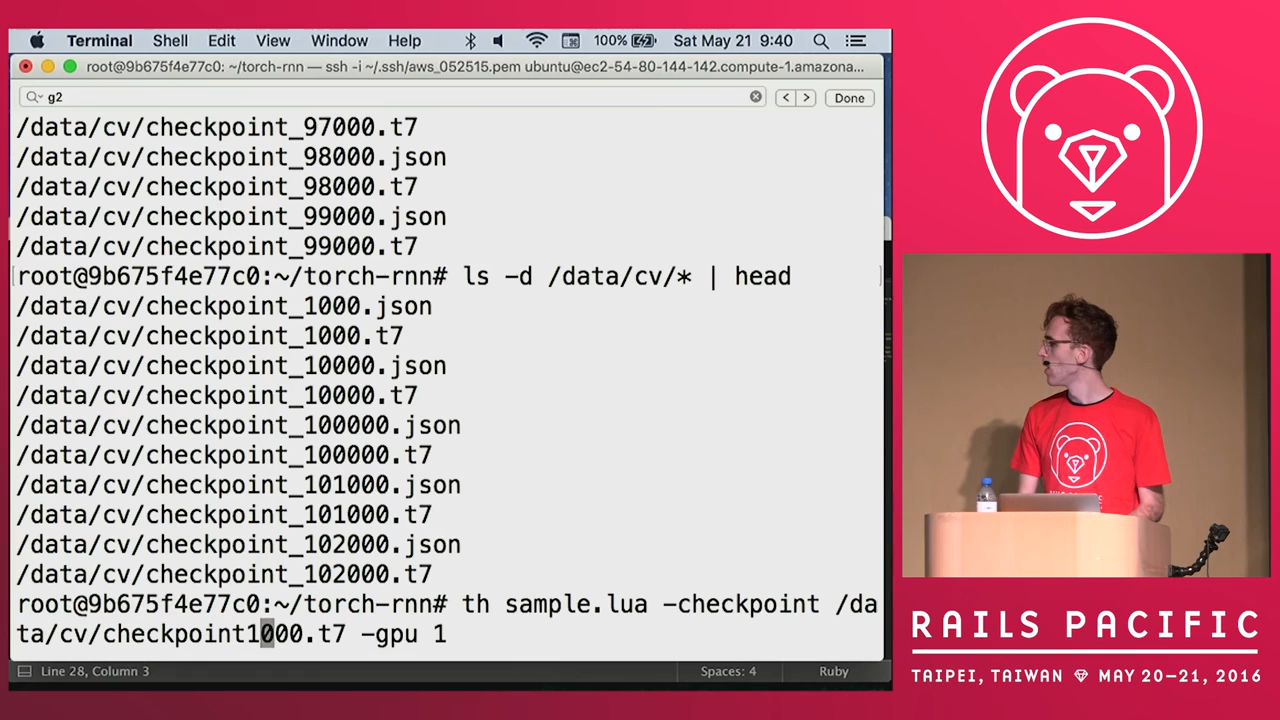 Terminal Shell Edit View Window Help 100% Sat May 21 9:40
root@9b675f4e77c0: ~/torch-rnn — ssh -i ~/.ssh/aws_052515.pem ubuntu@ec2-54-80-144-142.compute-1.amazona...
g2 < > Done
/data/cv/checkpoint_97000.t7
/data/cv/checkpoint_98000.json
/data/cv/checkpoint_98000.t7
/data/cv/checkpoint_99000.json
/data/cv/checkpoint_99000.t7
root@9b675f4e77c0:~/torch-rnn# ls -d /data/cv/* | head
/data/cv/checkpoint_1000.json
/data/cv/checkpoint_1000.t7
/data/cv/checkpoint_10000.json
/data/cv/checkpoint_10000.t7
/data/cv/checkpoint_100000.json
/data/cv/checkpoint_100000.t7
/data/cv/checkpoint_101000.json
/data/cv/checkpoint_101000.t7
/data/cv/checkpoint_102000.json
/data/cv/checkpoint_102000.t7
root@9b675f4e77c0:~/torch-rnn# th sample.lua -checkpoint /da
ta/cv/checkpoint1000.t7 -gpu 1
Line 28, Column 3 Spaces: 4 Ruby
RAILS PACIFIC
TAIPEI, TAIWAN MAY 20-21, 2016